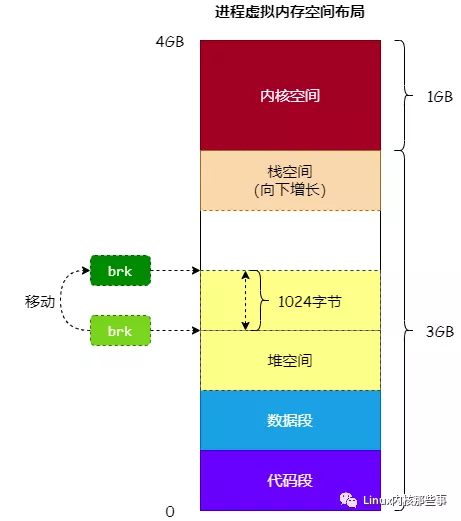 进程虚拟内存空间布局
4GB
内核空间
1GB
栈空间
(向下增长)
brk
移动
1024字节
brk
3GB
堆空间
数据段
代码段
Linux内核那些事
0